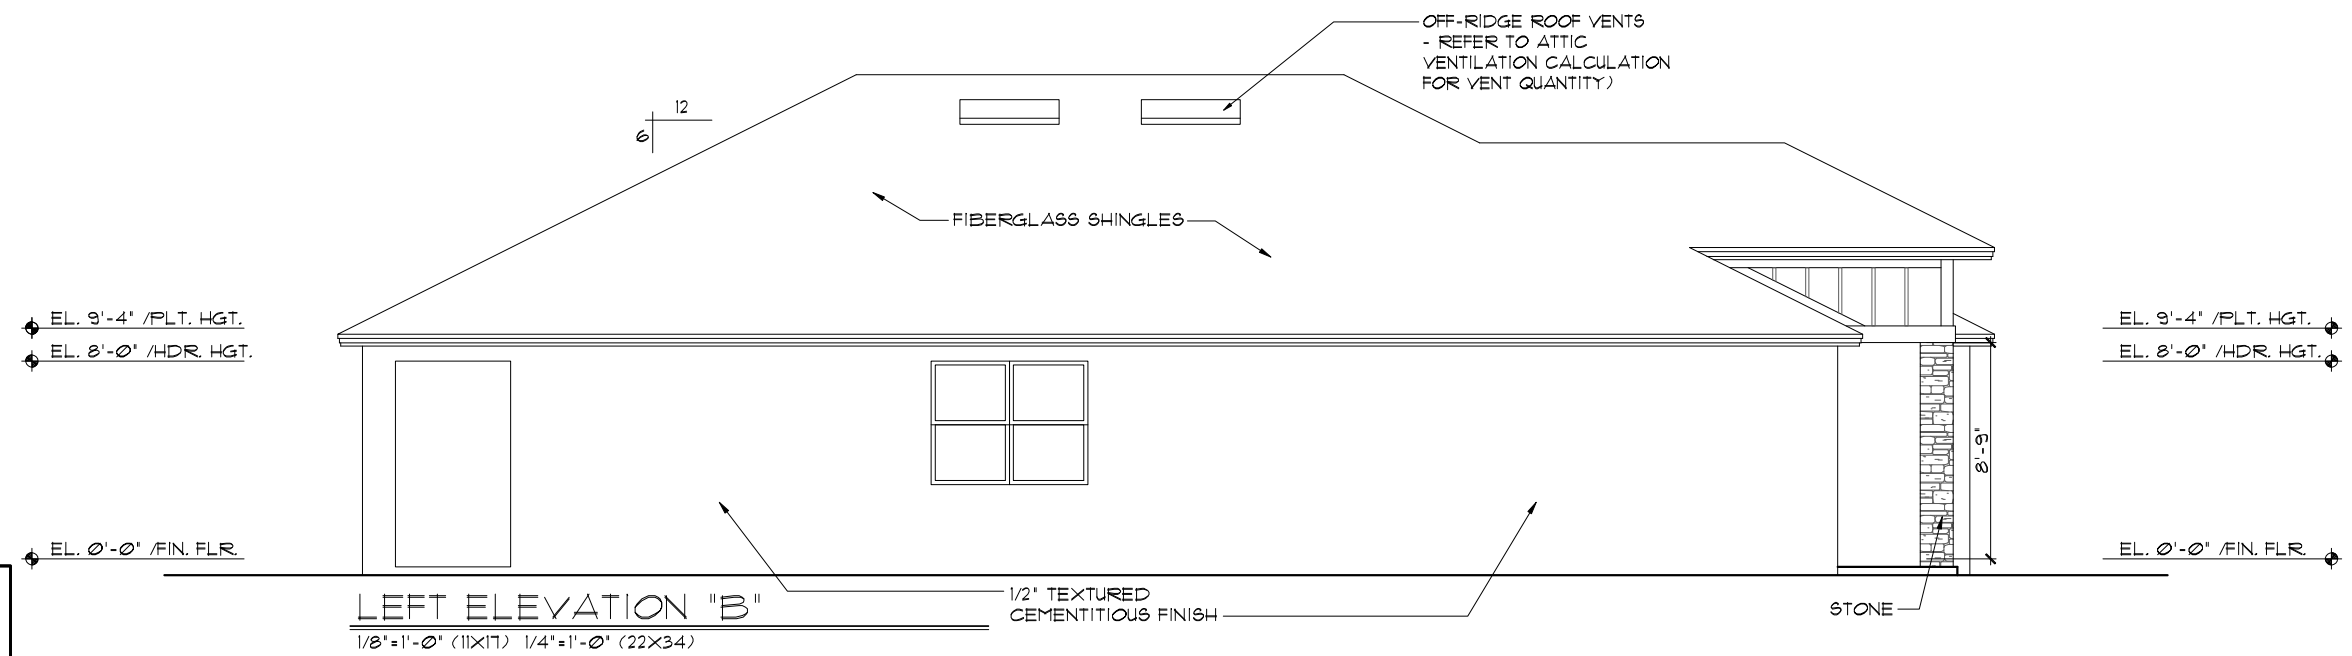 OFF-RIDGE ROOF VENTS
- REFER TO ATTIC
VENTILATION CALCULATION
FOR VENT QUANTITY)
12
6
FIBERGLASS SHINGLES
EL. 9'-4" /PLT. HGT.
EL. 8'-0" /HDR. HGT.
EL. 9'-4" /PLT. HGT.
EL. 8'-0" /HDR. HGT.
8'-9"
EL. 0'-0" /FIN. FLR.
EL. 0'-0" /FIN. FLR.
1/2" TEXTURED
CEMENTITIOUS FINISH
STONE
LEFT ELEVATION "B"
1/8"=1'-0" (11X17) 1/4"=1'-0" (22X34)